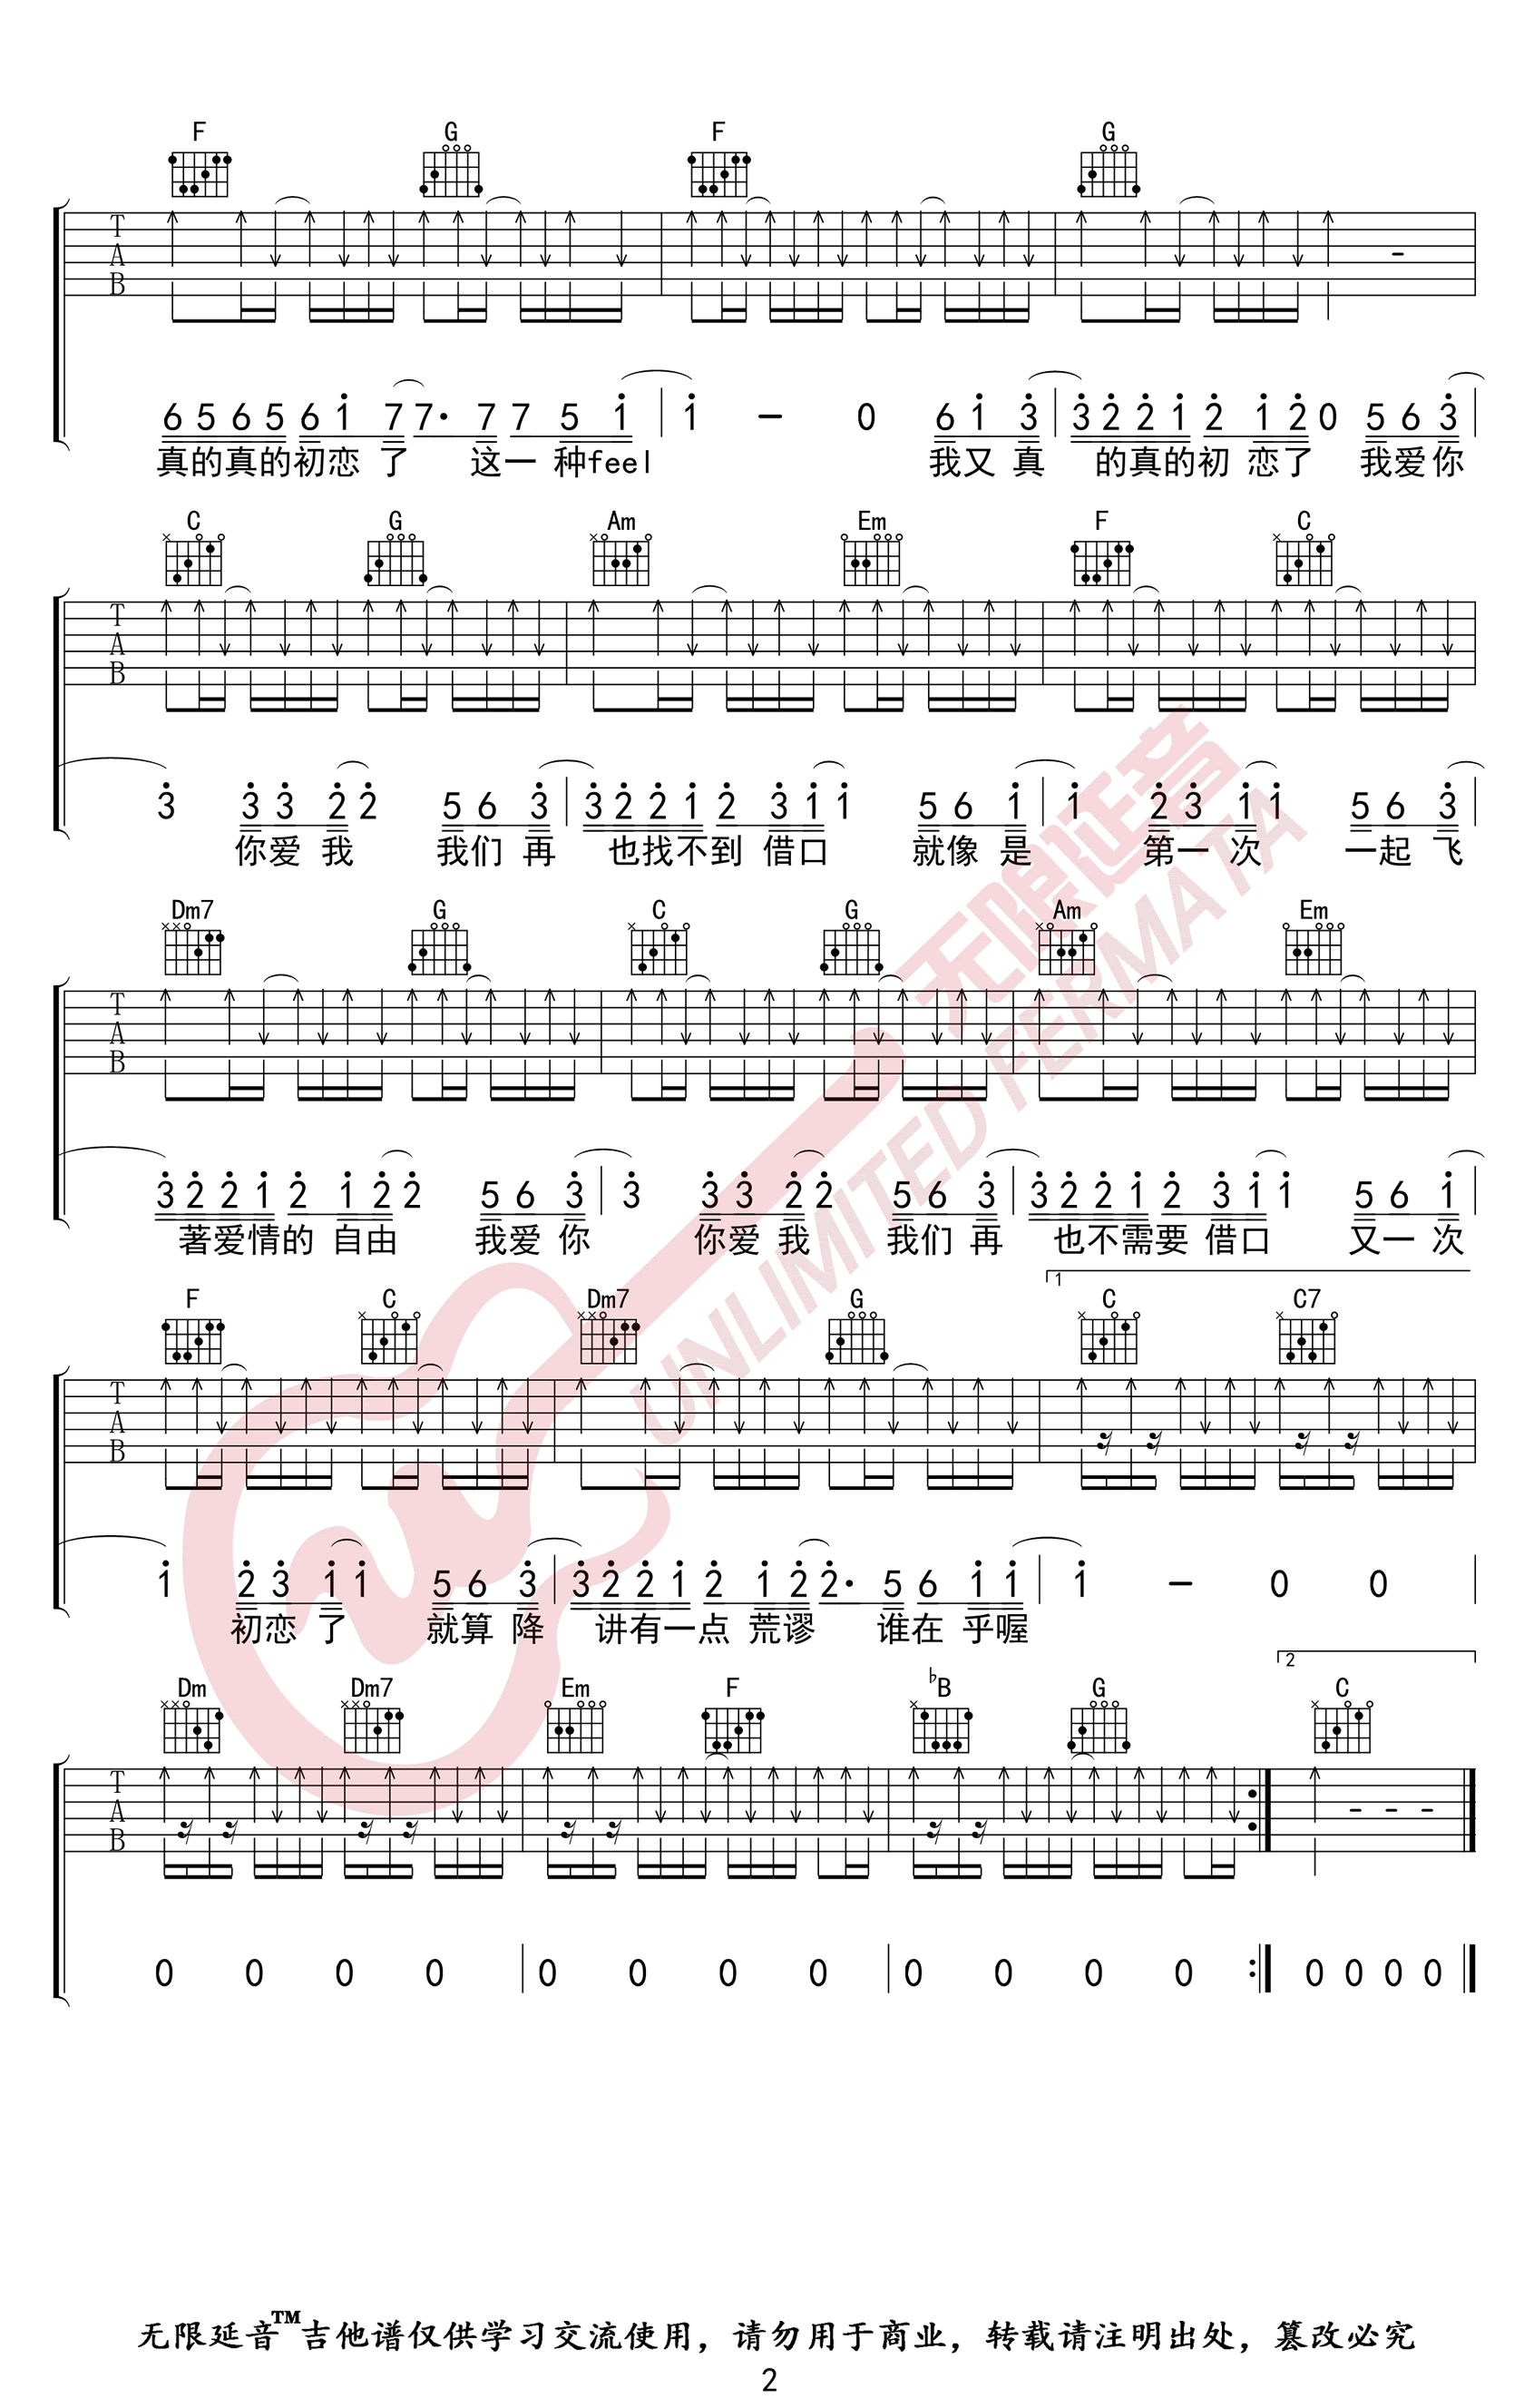 F G F G
T
A
B
6 5 6 5 6 1 7 7· 7 7 5 1 | 1 - 0 6 1 3 | 3 2 2 1 2 1 2 0 5 6 3 |
真的真的初恋 了 这一 种feel 我又 真 的真的初 恋了 我爱你
C G Am Em F C
T
A
B
3 3 3 2 2 5 6 3 | 3 2 2 1 2 3 1 1 5 6 1 | 1 2 3 1 1 5 6 3 |
你爱 我 我们 再 也找不到 借口 就像 是 第一 次 一起 飞
Dm7 G C G Am Em
T
A
B
3 2 2 1 2 1 2 2 5 6 3 | 3 3 3 2 2 5 6 3 | 3 2 2 1 2 3 1 1 5 6 1 |
著爱情的 自由 我爱 你 你爱 我 我们 再 也不需要 借口 又一 次
1
F C Dm7 G C C7
T
A
B
1 2 3 1 1 5 6 3 | 3 2 2 1 2 1 2 2· 5 6 1 1 | 1 - 0 0 |
初恋 了 就算 降 讲有一点 荒谬 谁在 乎喔
2
Dm Dm7 Em F ♭B G C
T
A
B
0 0 0 0 | 0 0 0 0 | 0 0 0 0 :| 0 0 0 0 |
无限延音
UNLIMITED FERMATA
无限延音™吉他谱仅供学习交流使用，请勿用于商业，转载请注明出处，篡改必究
2